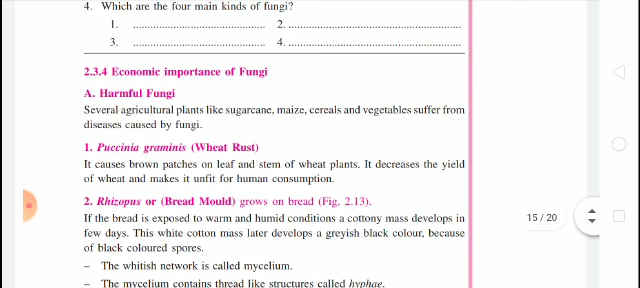 4. Which are the four main kinds of fungi?
1. ............................................ 2. ............................................................
3. ............................................ 4. ............................................................
2.3.4 Economic importance of Fungi
A. Harmful Fungi
Several agricultural plants like sugarcane, maize, cereals and vegetables suffer from
diseases caused by fungi.
1. Puccinia graminis (Wheat Rust)
It causes brown patches on leaf and stem of wheat plants. It decreases the yield
of wheat and makes it unfit for human consumption.
2. Rhizopus or (Bread Mould) grows on bread (Fig. 2.13).
If the bread is exposed to warm and humid conditions a cottony mass develops in
few days. This white cotton mass later develops a greyish black colour, because
of black coloured spores.
– The whitish network is called mycelium.
– The mycelium contains thread like structures called hyphae.
15 / 20